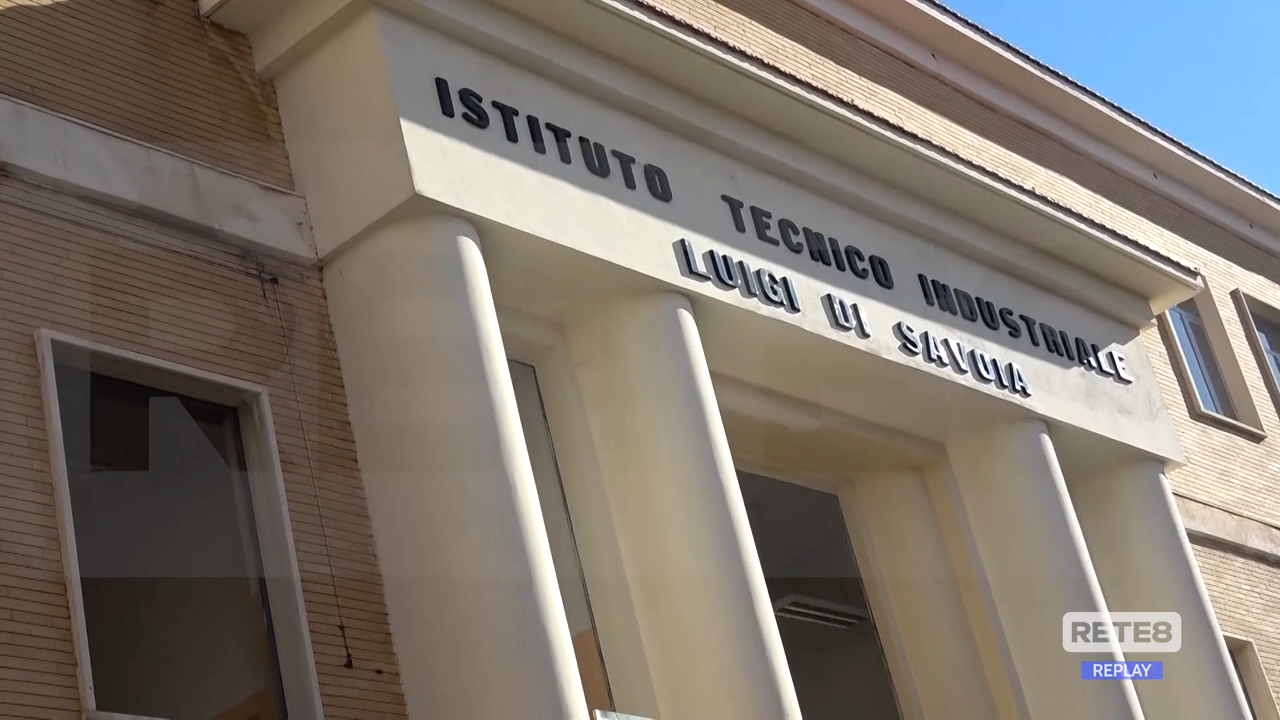 ISTITUTO TECNICO INDUSTRIALE
LUIGI DI SAVOIA
RETE8
REPLAY